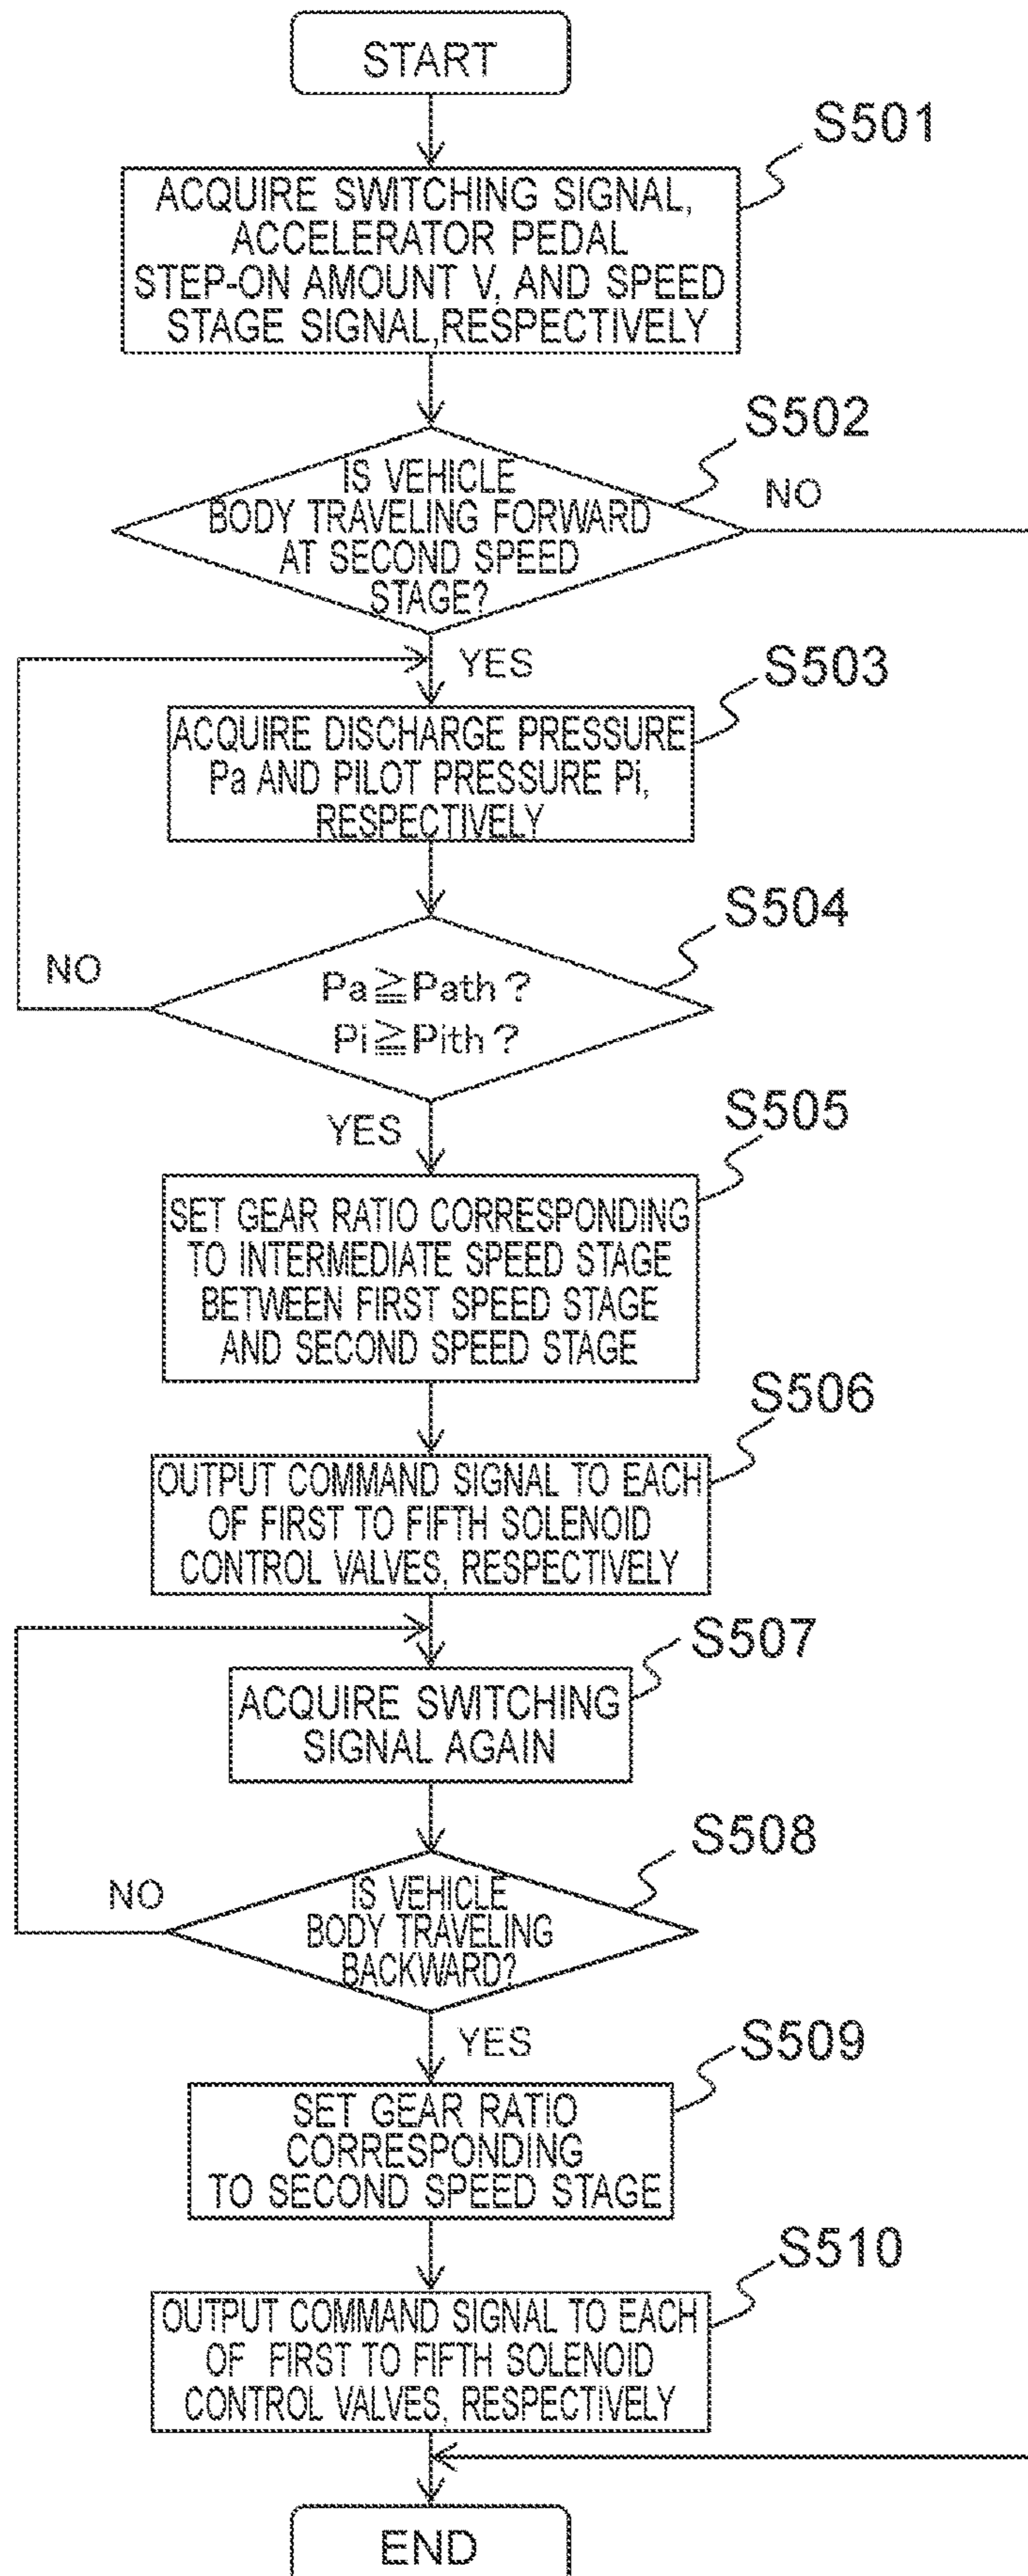 START
S501
ACQUIRE SWITCHING SIGNAL,
ACCELERATOR PEDAL
STEP-ON AMOUNT V, AND SPEED
STAGE SIGNAL,RESPECTIVELY
S502
IS VEHICLE
BODY TRAVELING FORWARD
AT SECOND SPEED
STAGE?
NO
YES
S503
ACQUIRE DISCHARGE PRESSURE
Pa AND PILOT PRESSURE Pi,
RESPECTIVELY
S504
NO
Pa≧Path ?
Pi≧Pith ?
YES
S505
SET GEAR RATIO CORRESPONDING
TO INTERMEDIATE SPEED STAGE
BETWEEN FIRST SPEED STAGE
AND SECOND SPEED STAGE
S506
OUTPUT COMMAND SIGNAL TO EACH
OF FIRST TO FIFTH SOLENOID
CONTROL VALVES, RESPECTIVELY
S507
ACQUIRE SWITCHING
SIGNAL AGAIN
S508
NO
IS VEHICLE
BODY TRAVELING
BACKWARD?
YES
S509
SET GEAR RATIO
CORRESPONDING
TO SECOND SPEED STAGE
S510
OUTPUT COMMAND SIGNAL TO EACH
OF FIRST TO FIFTH SOLENOID
CONTROL VALVES, RESPECTIVELY
END